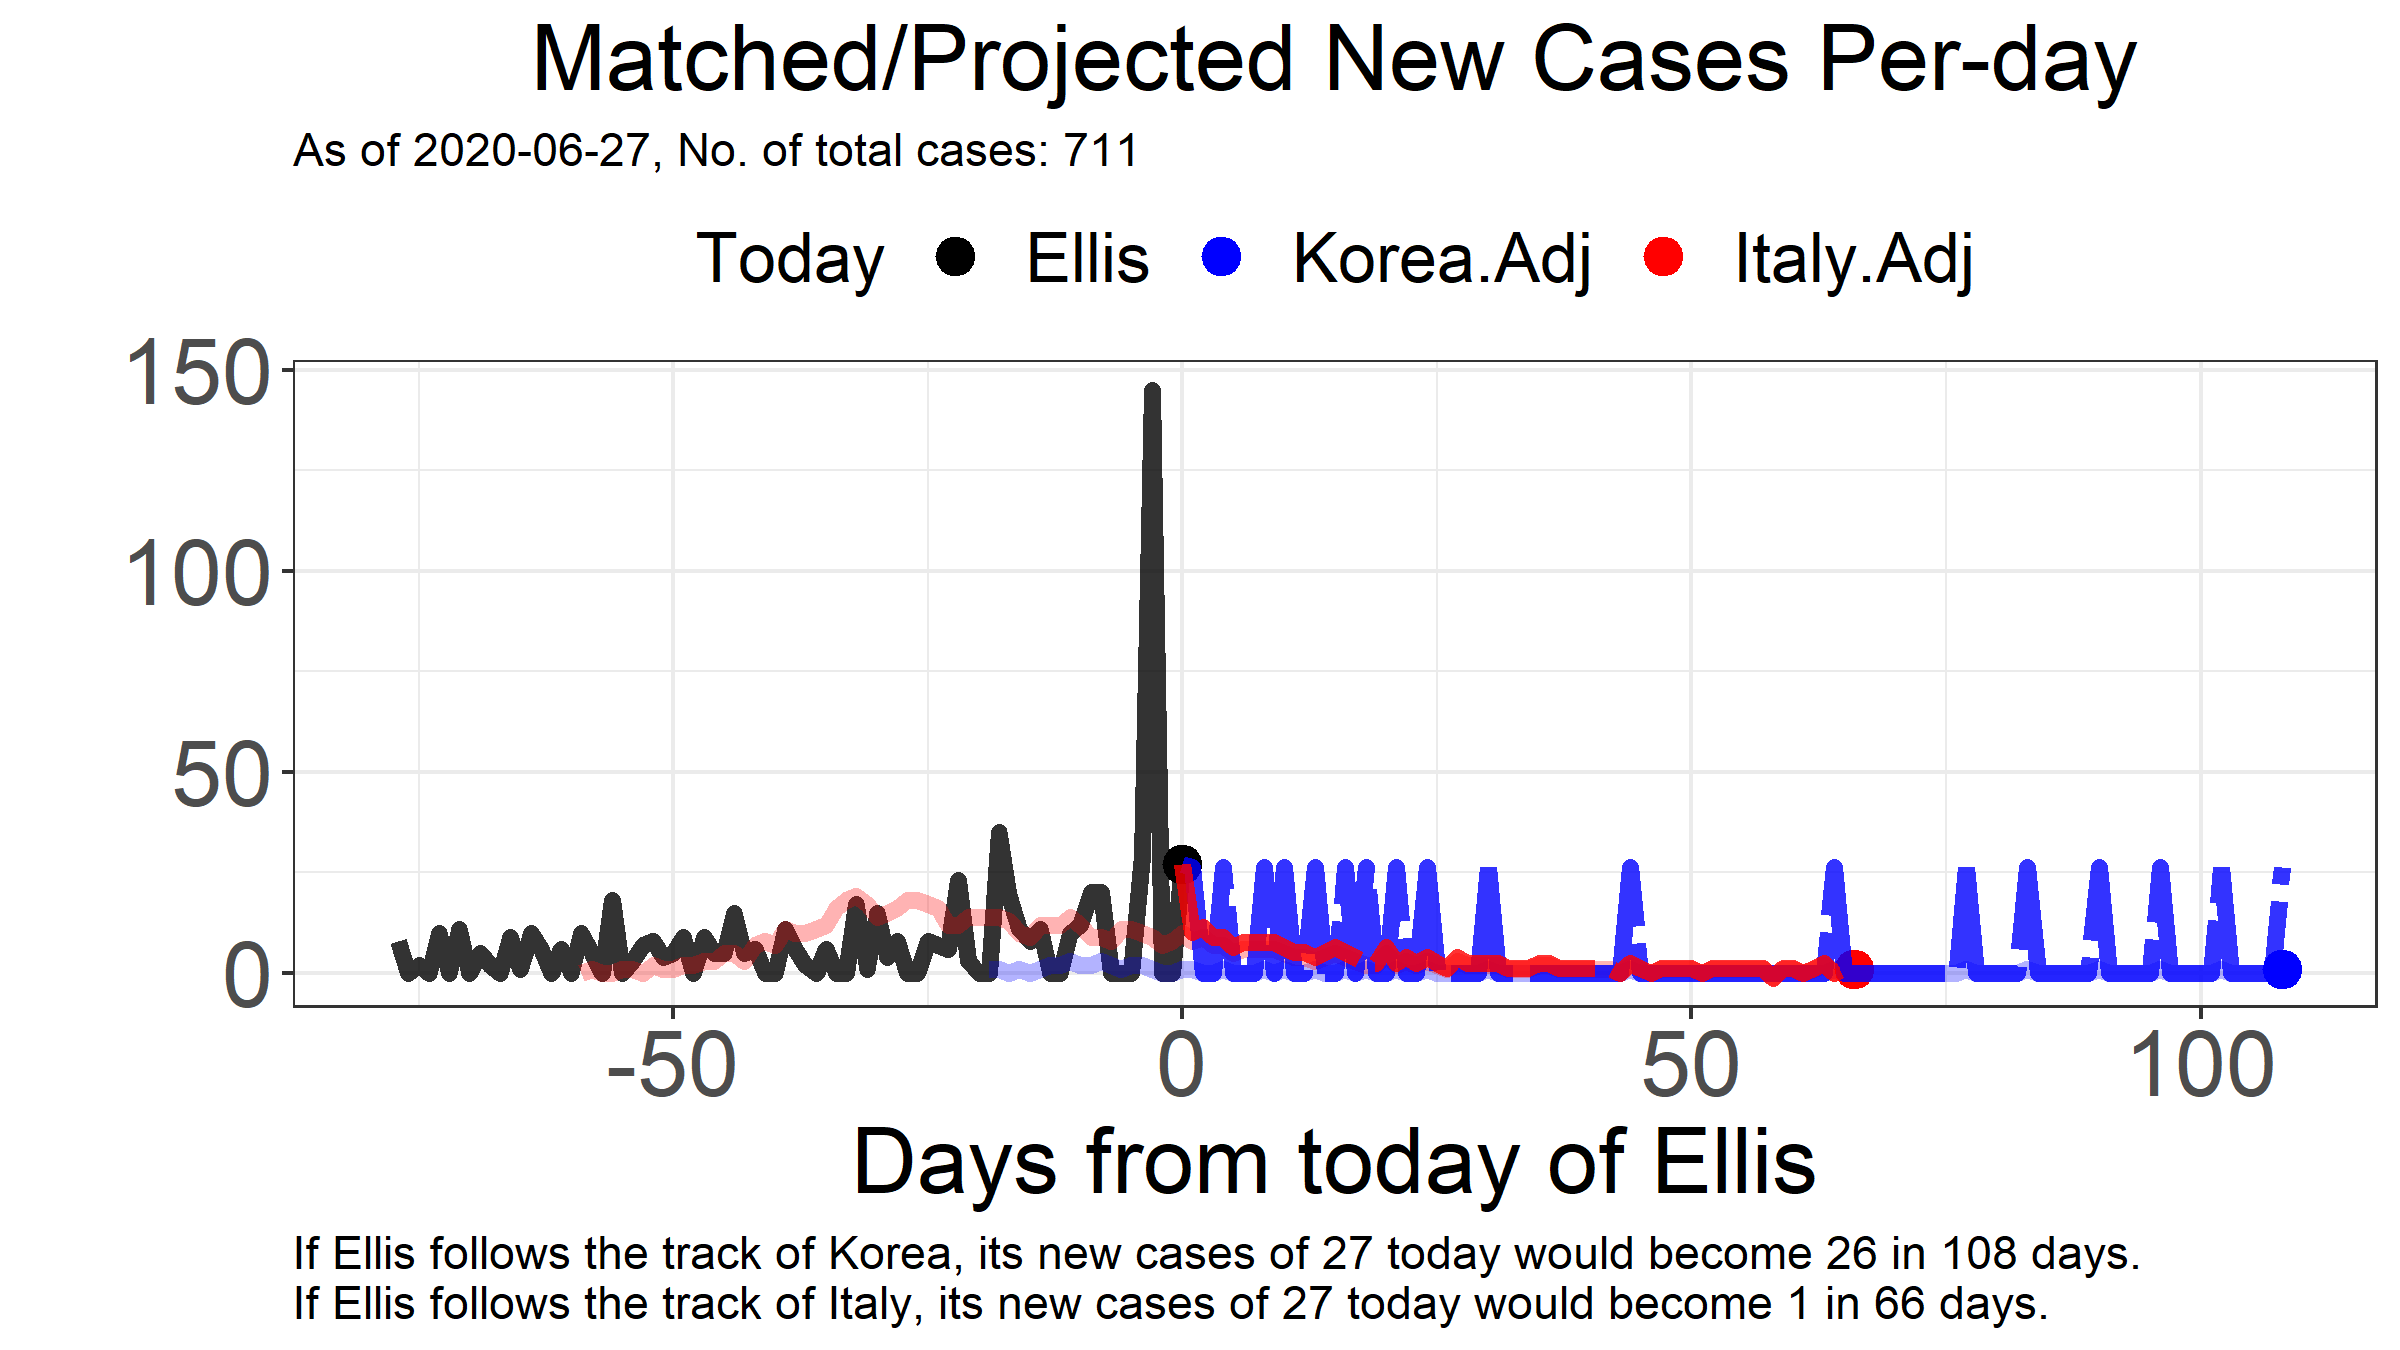 Matched/Projected New Cases Per-day
As of 2020-06-27, No. of total cases: 711
Today Ellis Korea.Adj Italy.Adj
150
100
50
0
-50 0 50 100
Days from today of Ellis
If Ellis follows the track of Korea, its new cases of 27 today would become 26 in 108 days.
If Ellis follows the track of Italy, its new cases of 27 today would become 1 in 66 days.